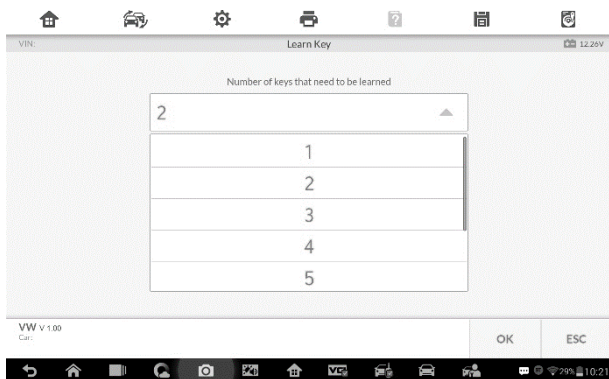 VIN:
Learn Key
12.26V
Number of keys that need to be learned
2
1
2
3
4
5
VW V 1.00
Car:
OK
ESC
29% 10:21